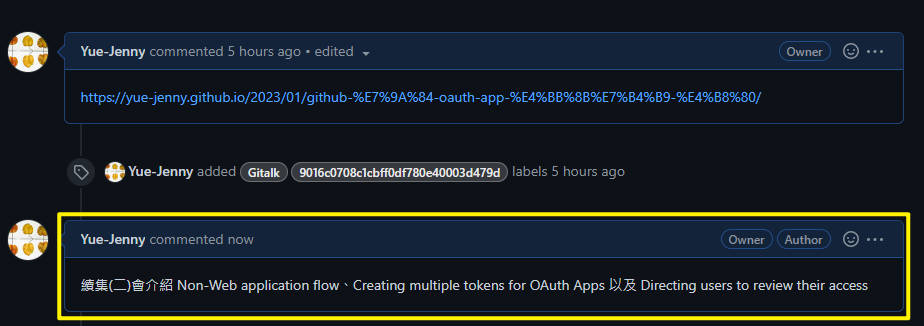 Yue-Jenny commented 5 hours ago • edited Owner
https://yue-jenny.github.io/2023/01/github-%E7%9A%84-oauth-app-%E4%BB%8B%E7%B4%B9-%E4%B8%80/
Yue-Jenny added Gitalk 9016c0708c1cbff0df780e40003d479d labels 5 hours ago
Yue-Jenny commented now Owner Author
續集(二)會介紹 Non-Web application flow、Creating multiple tokens for OAuth Apps 以及 Directing users to review their access